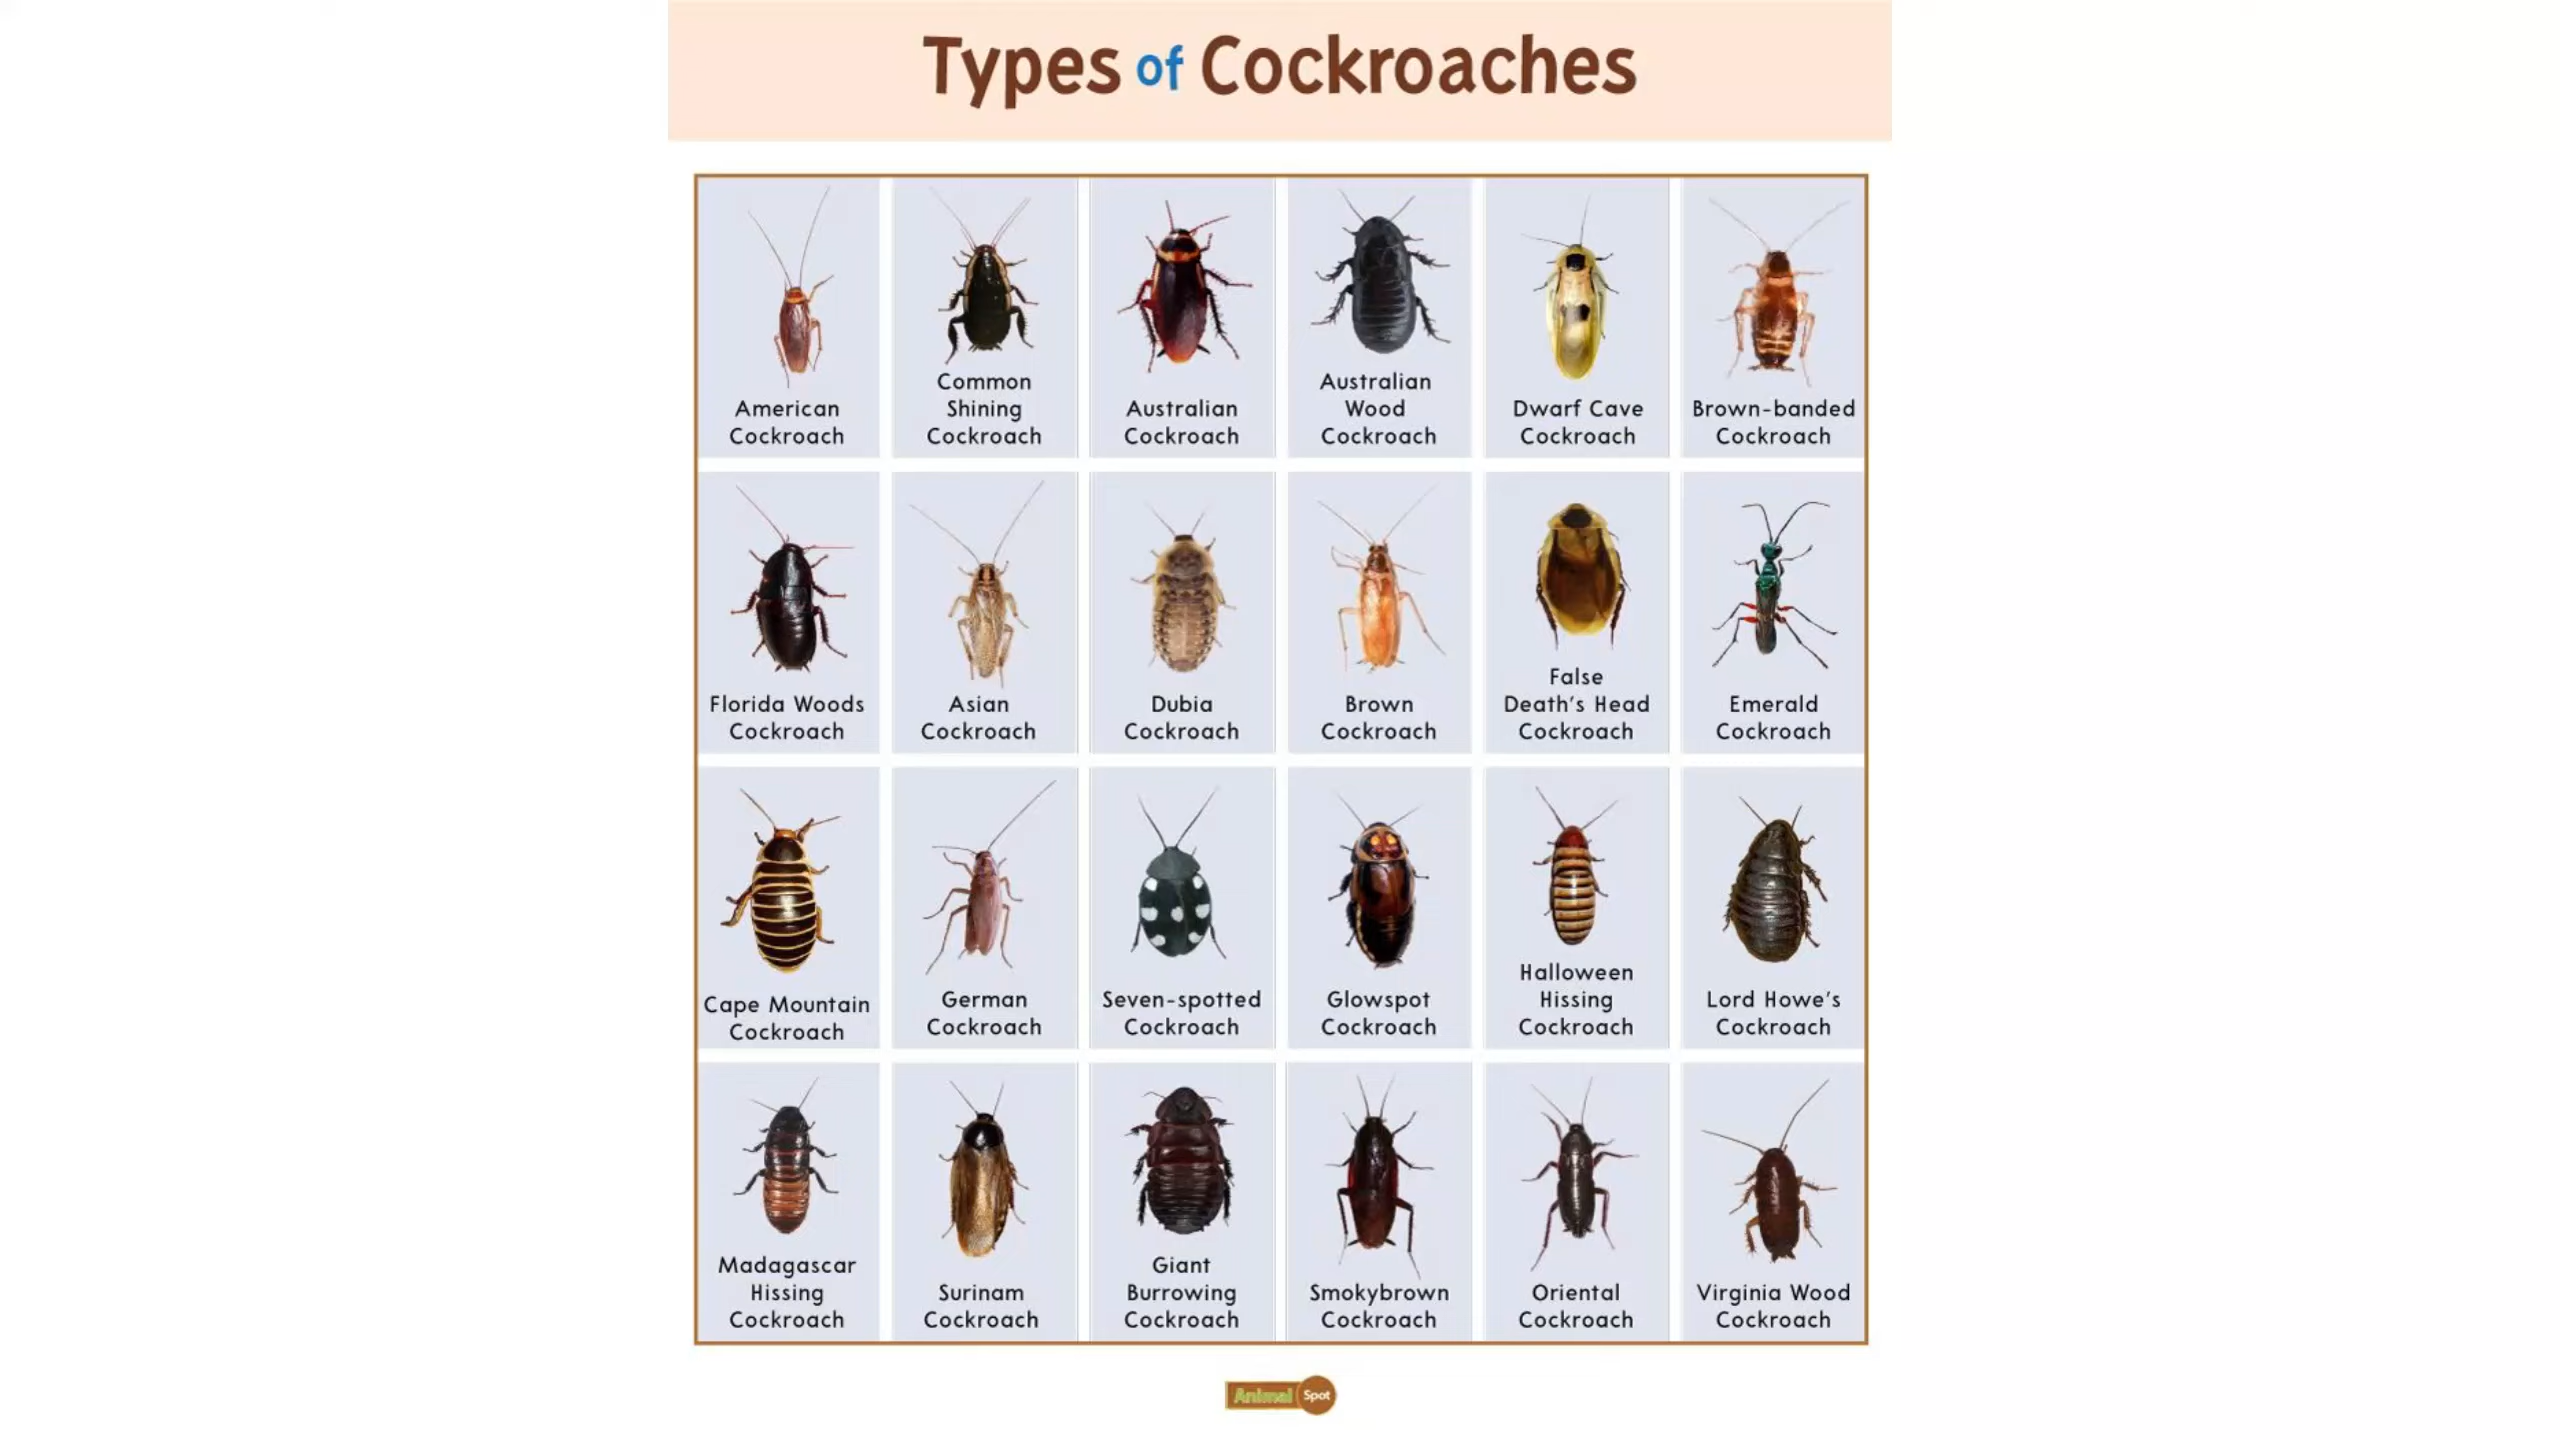 Types of Cockroaches
American
Cockroach
Common
Shining
Cockroach
Australian
Cockroach
Australian
Wood
Cockroach
Dwarf Cave
Cockroach
Brown-banded
Cockroach
Florida Woods
Cockroach
Asian
Cockroach
Dubia
Cockroach
Brown
Cockroach
False
Death's Head
Cockroach
Emerald
Cockroach
Cape Mountain
Cockroach
German
Cockroach
Seven-spotted
Cockroach
Glowspot
Cockroach
Halloween
Hissing
Cockroach
Lord Howe's
Cockroach
Madagascar
Hissing
Cockroach
Surinam
Cockroach
Giant
Burrowing
Cockroach
Smokybrown
Cockroach
Oriental
Cockroach
Virginia Wood
Cockroach
Animal Spot